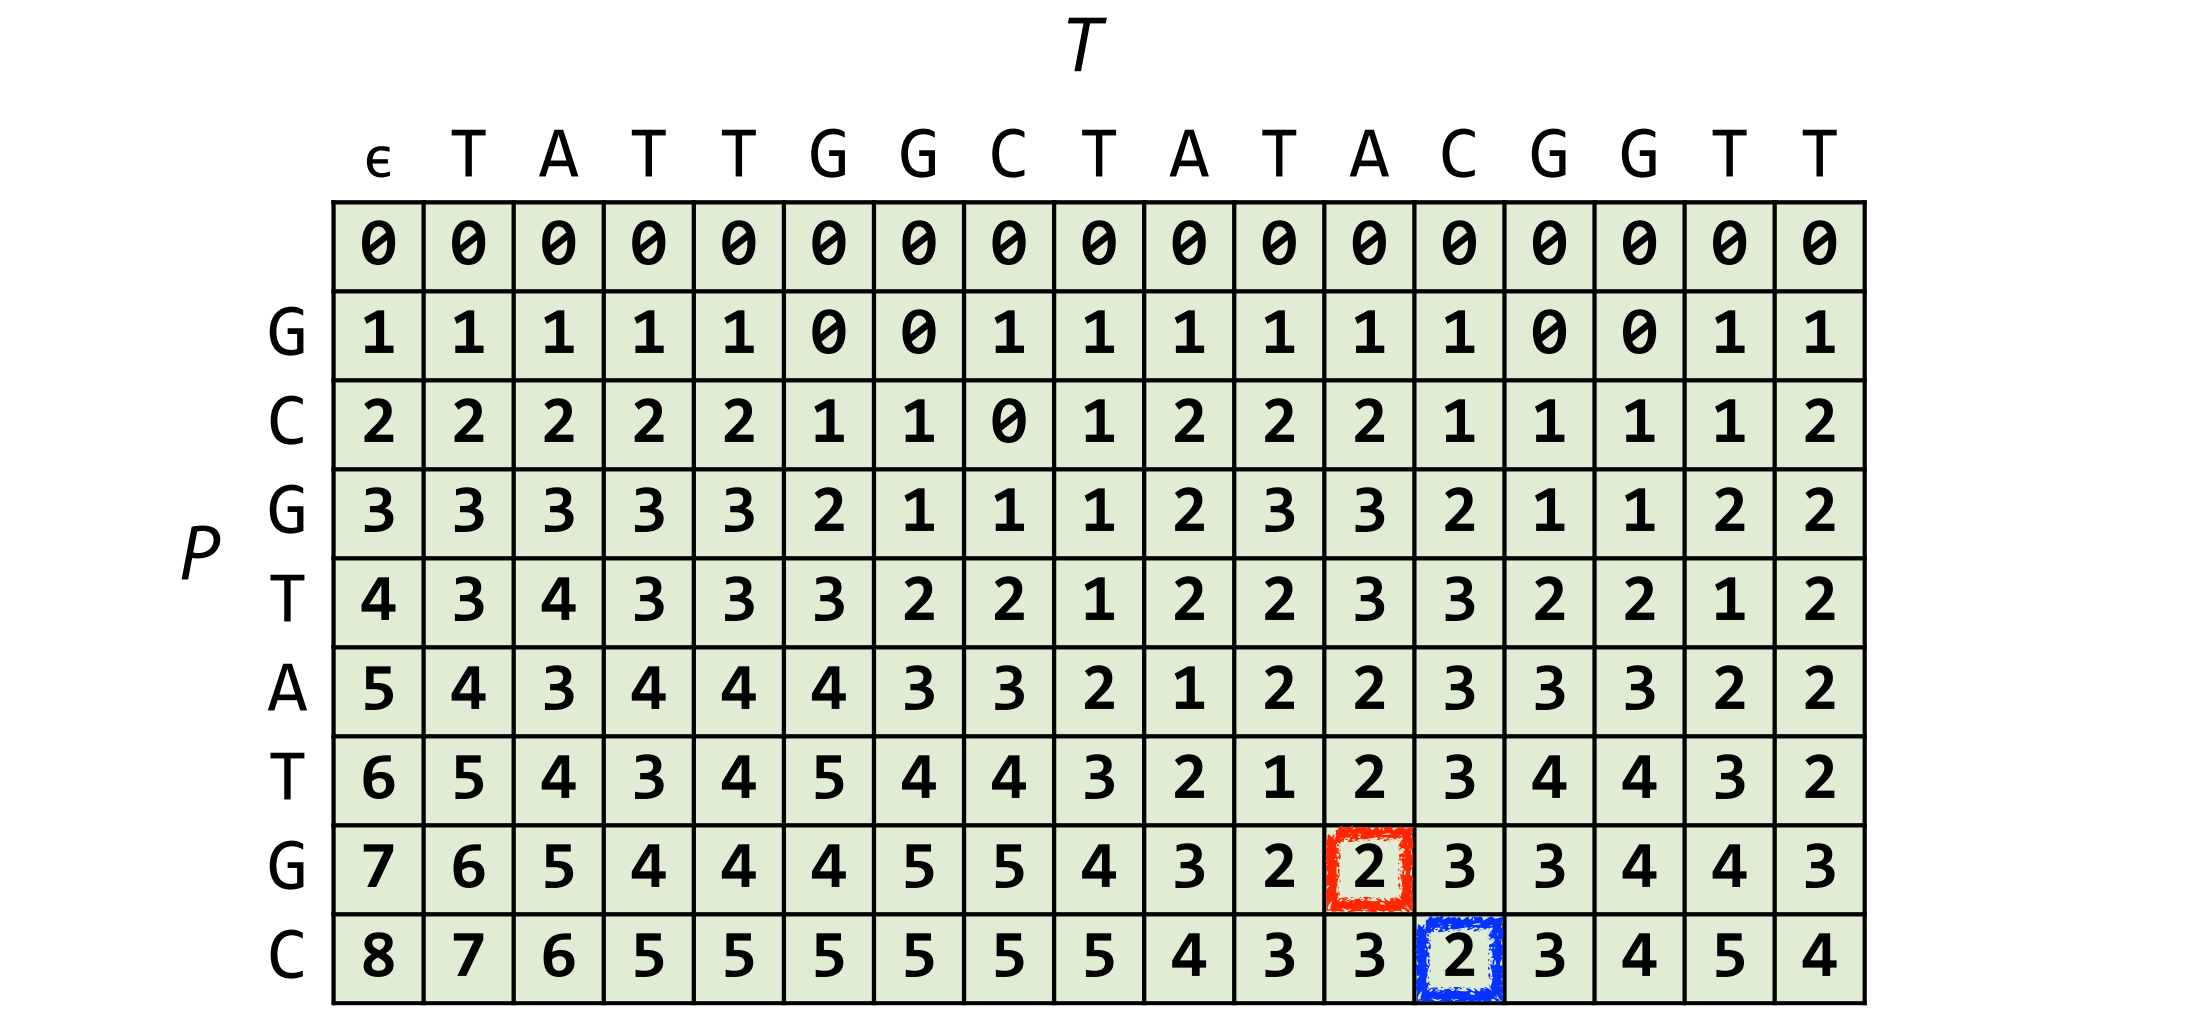 T
ϵ T A T T G G C T A T A C G G T T
0 0 0 0 0 0 0 0 0 0 0 0 0 0 0 0 0
G 1 1 1 1 1 0 0 1 1 1 1 1 1 0 0 1 1
C 2 2 2 2 2 1 1 0 1 2 2 2 1 1 1 1 2
G 3 3 3 3 3 2 1 1 1 2 3 3 2 1 1 2 2
P
T 4 3 4 3 3 3 2 2 1 2 2 3 3 2 2 1 2
A 5 4 3 4 4 4 3 3 2 1 2 2 3 3 3 2 2
T 6 5 4 3 4 5 4 4 3 2 1 2 3 4 4 3 2
G 7 6 5 4 4 4 5 5 4 3 2 2 3 3 4 4 3
C 8 7 6 5 5 5 5 5 5 4 3 3 2 3 4 5 4